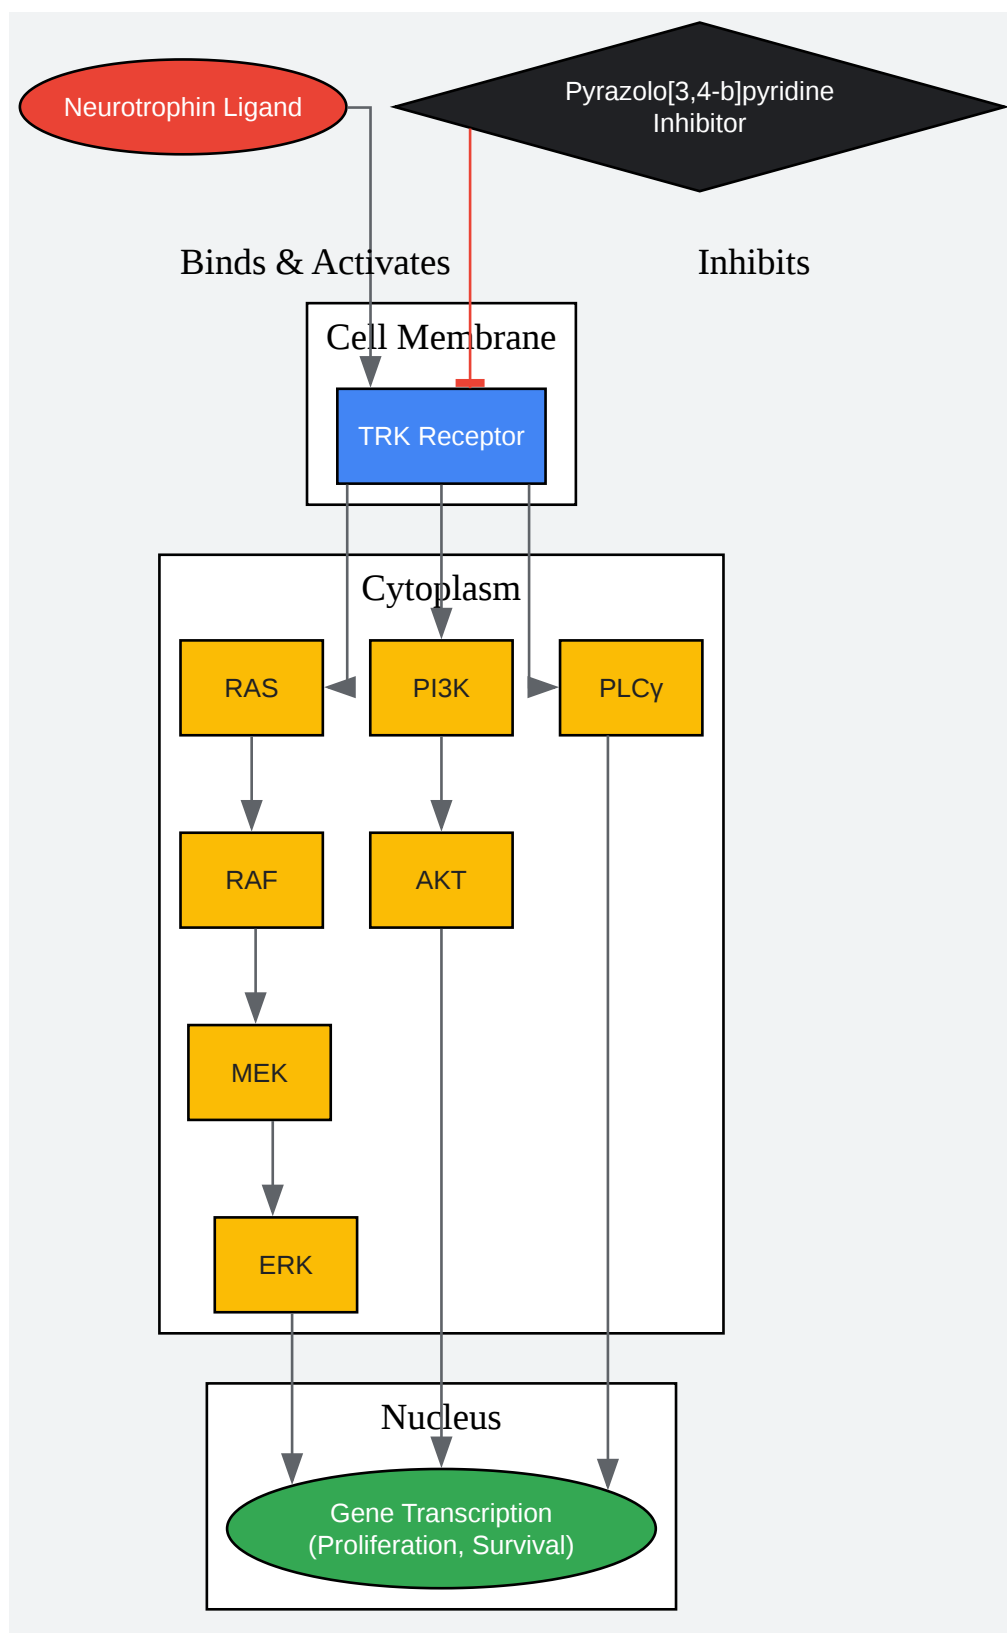 Neurotrophin Ligand
Pyrazolo[3,4-b]pyridine
Inhibitor
Binds & Activates
Inhibits
Cell Membrane
TRK Receptor
Cytoplasm
RAS
PI3K
PLCγ
RAF
AKT
MEK
ERK
Nucleus
Gene Transcription
(Proliferation, Survival)